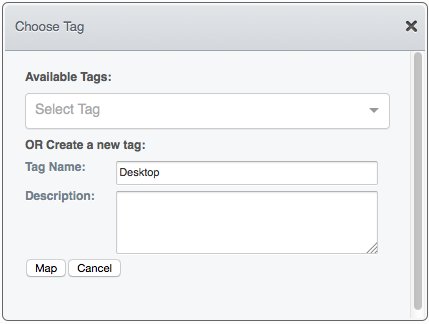 Choose Tag
Available Tags:
Select Tag
OR Create a new tag:
Tag Name: Desktop
Description:
Map Cancel